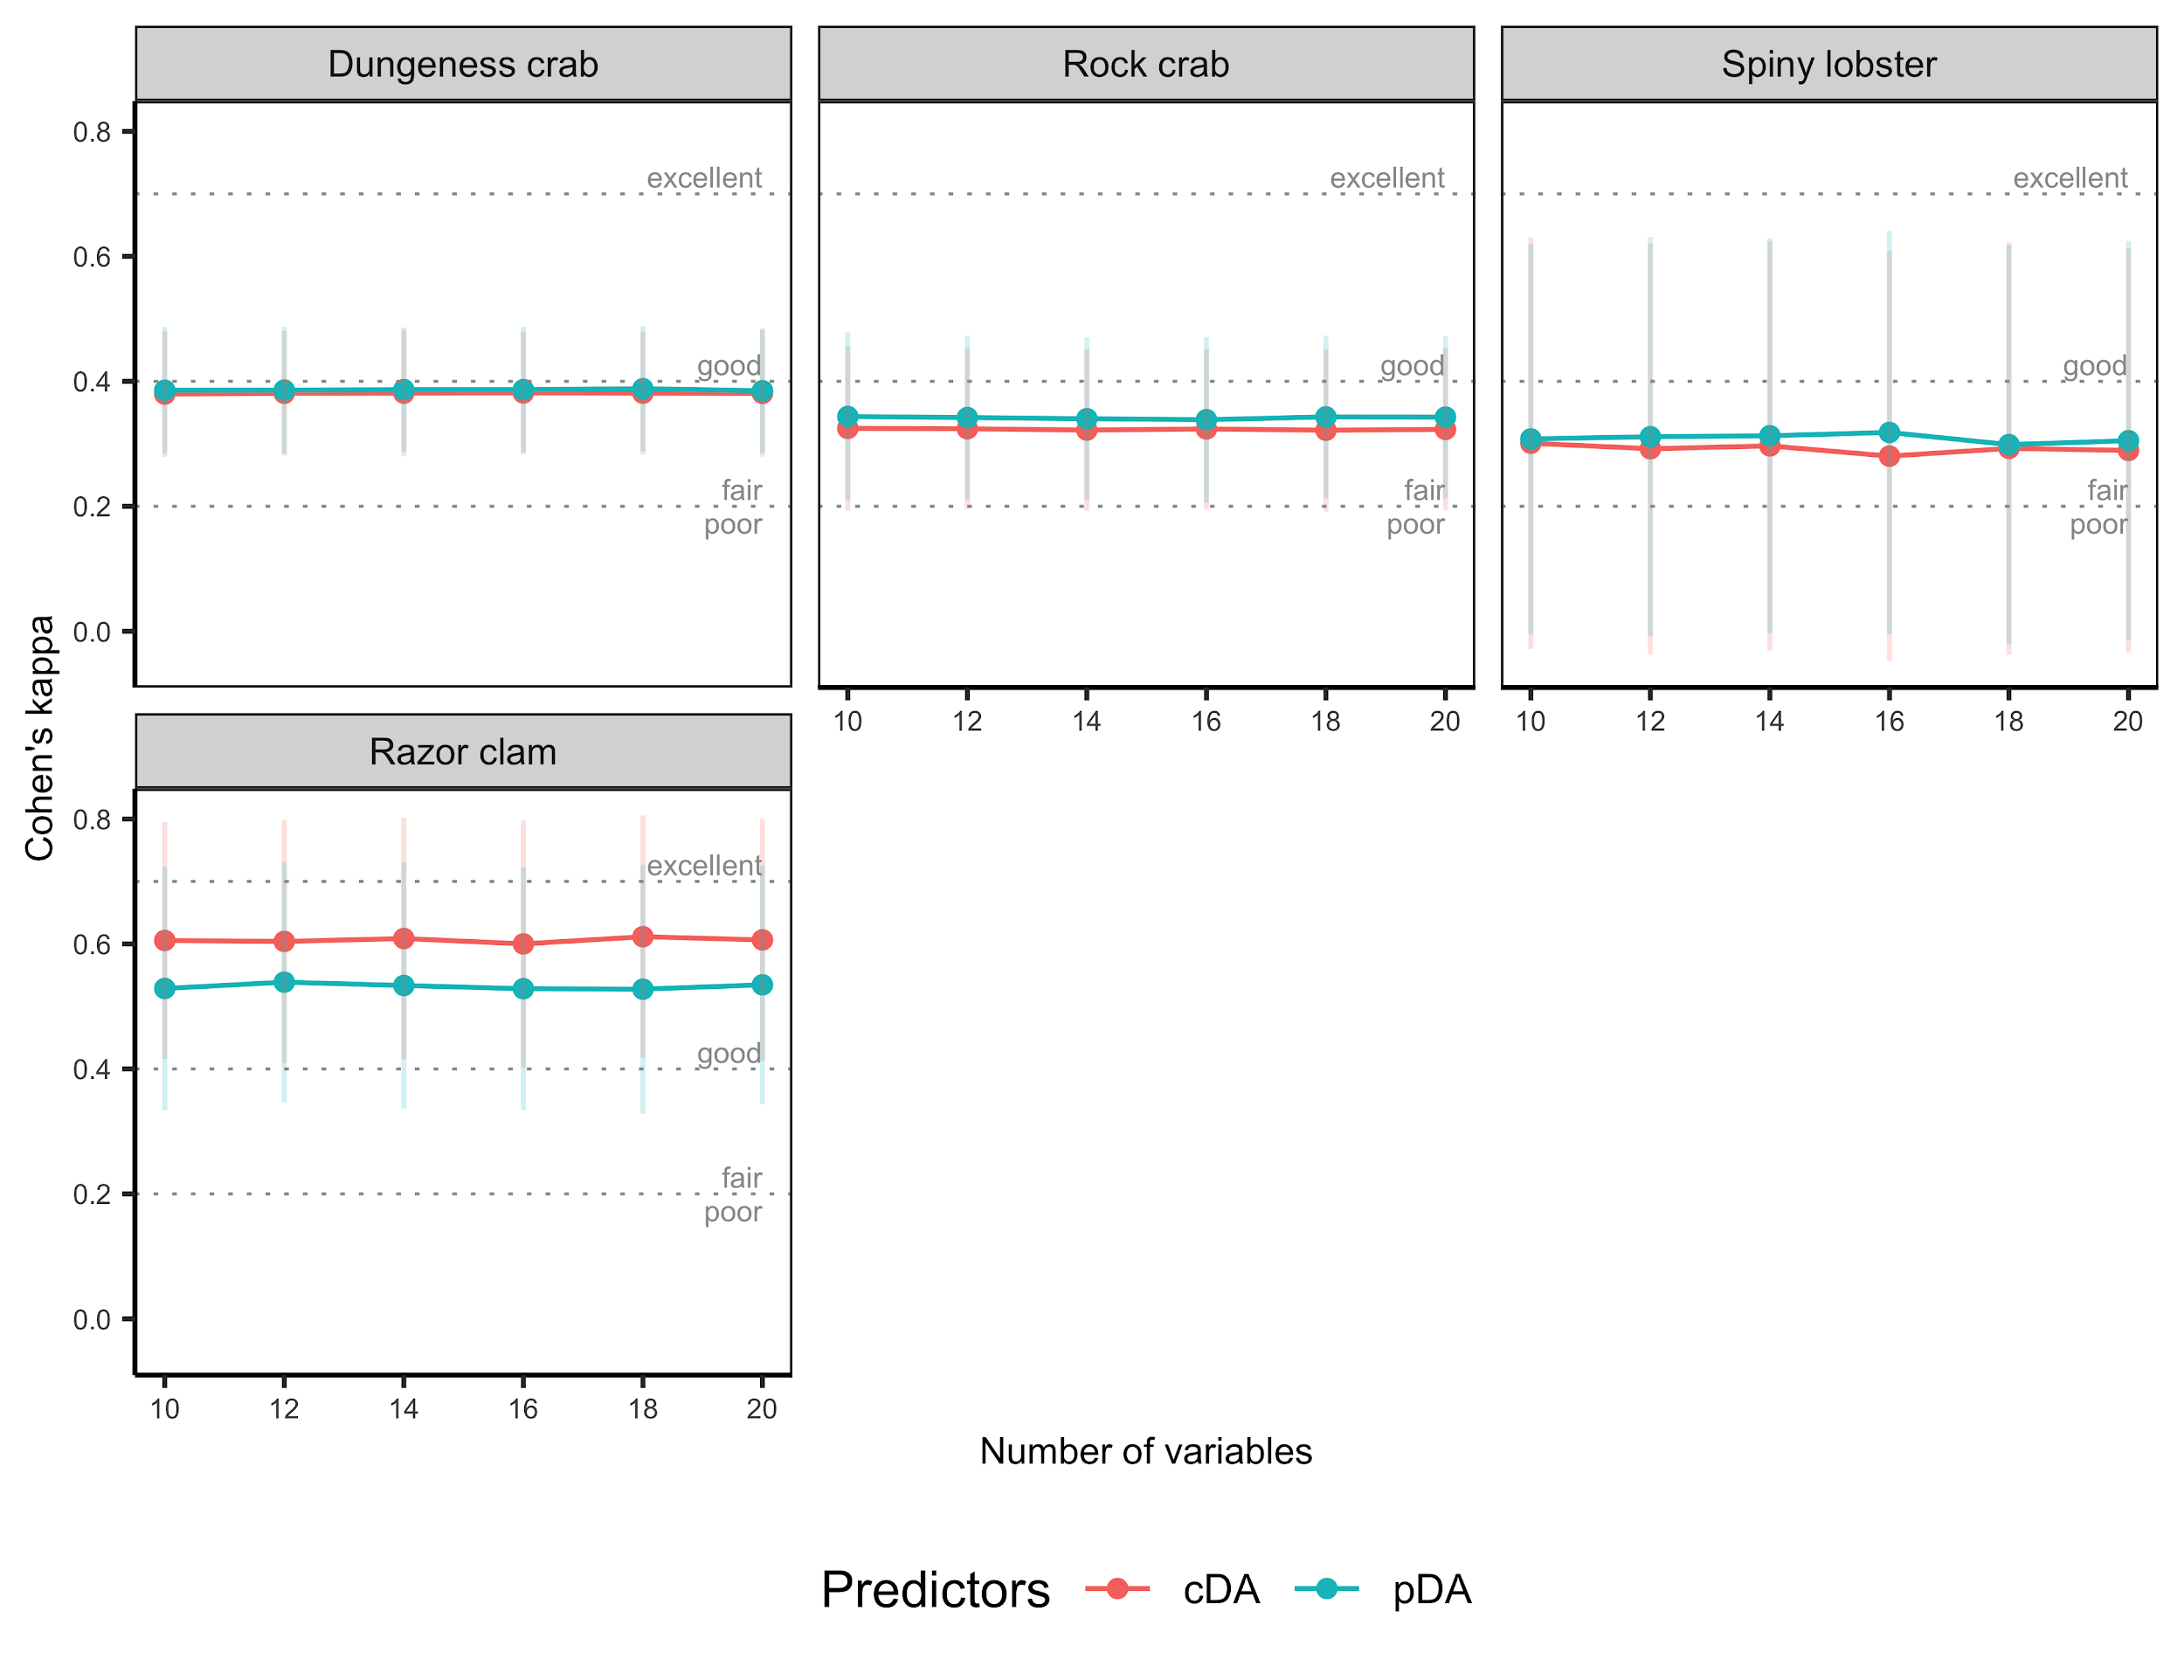 Dungeness crab
Rock crab
Spiny lobster
0.8
0.6
0.4
0.2
0.0
excellent
good
fair
poor
excellent
good
fair
poor
excellent
good
fair
poor
10 12 14 16 18 20
10 12 14 16 18 20
Cohen's kappa
Razor clam
0.8
0.6
0.4
0.2
0.0
excellent
good
fair
poor
10 12 14 16 18 20
Number of variables
Predictors cDA pDA